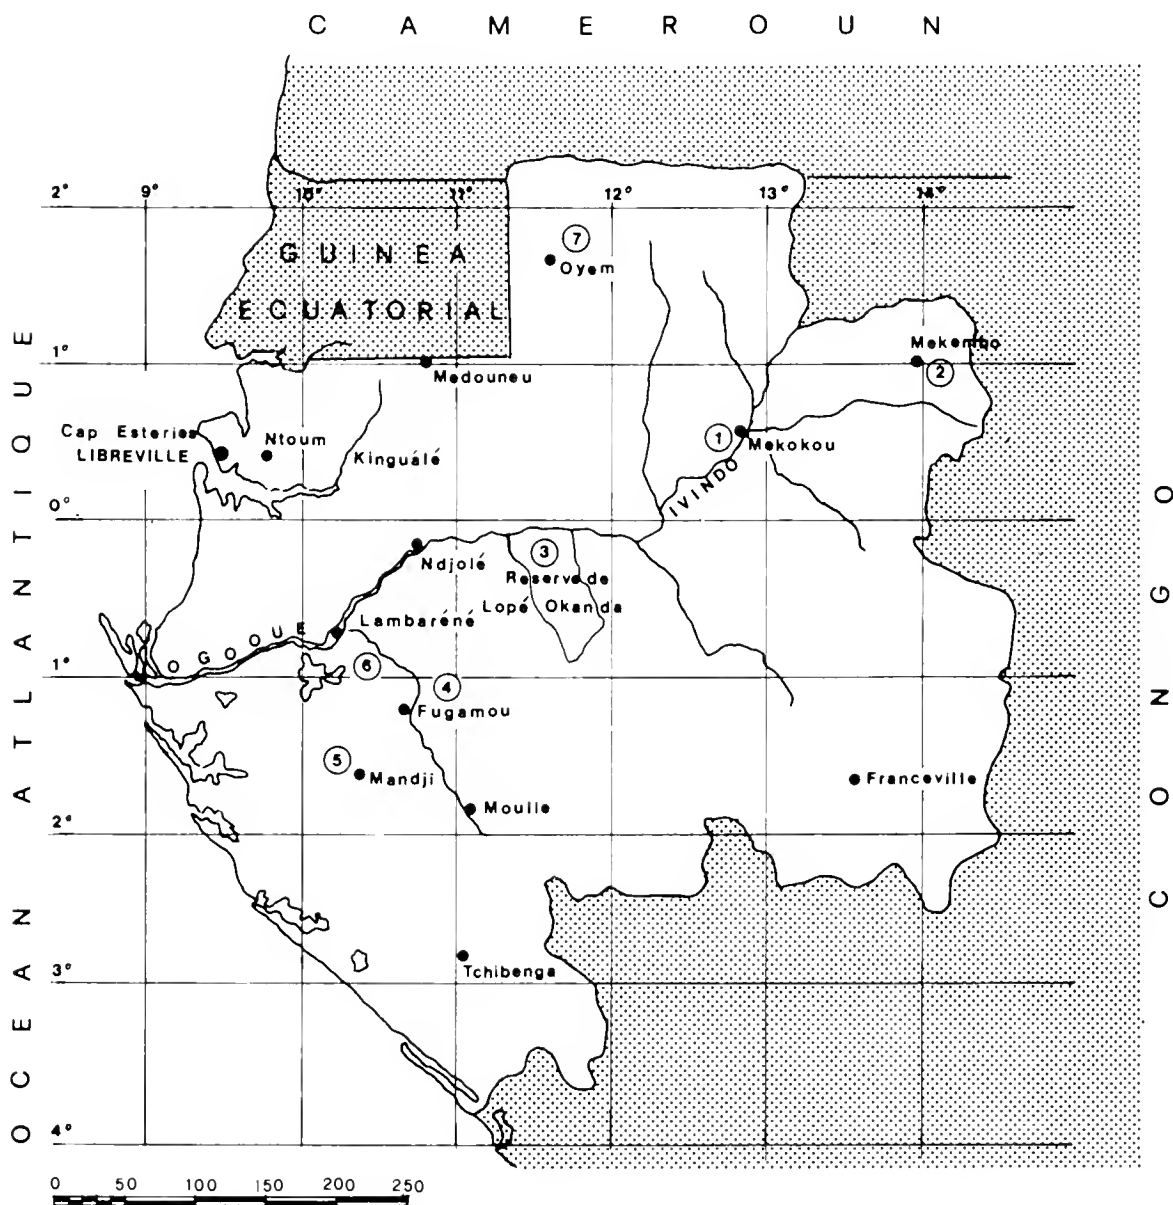 CAMEROUN
2° 9° 10° 11° 12° 13° 14°
GUINEA
ECUATORIAL
7
Oyem
1°
Medouneu
Mekembo
2
Cap Esteries
LIBREVILLE
Ntoum
Kinguálé
1
Mekokou
IVINDO
0°
Ndjolé
3
Reserve de
Lopé Okanda
Lambaréné
OGOOUE
1°
6
4
Fugamou
5
Mandji
Moulle
Franceville
2°
3°
Tchibenga
4°
OCEAN ATLANTIQUE
CONGO
0 50 100 150 200 250